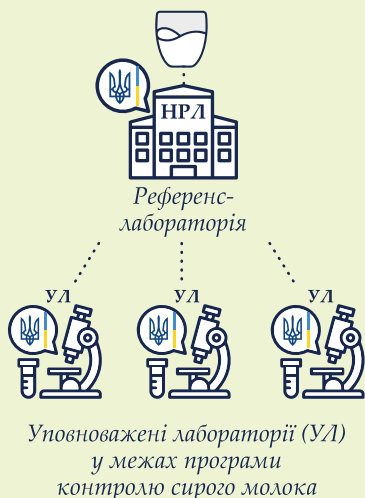 НРЛ
Референс-
лабораторія
УЛ УЛ УЛ
Уповноважені лабораторії (УЛ)
у межах програми
контролю сирого молока